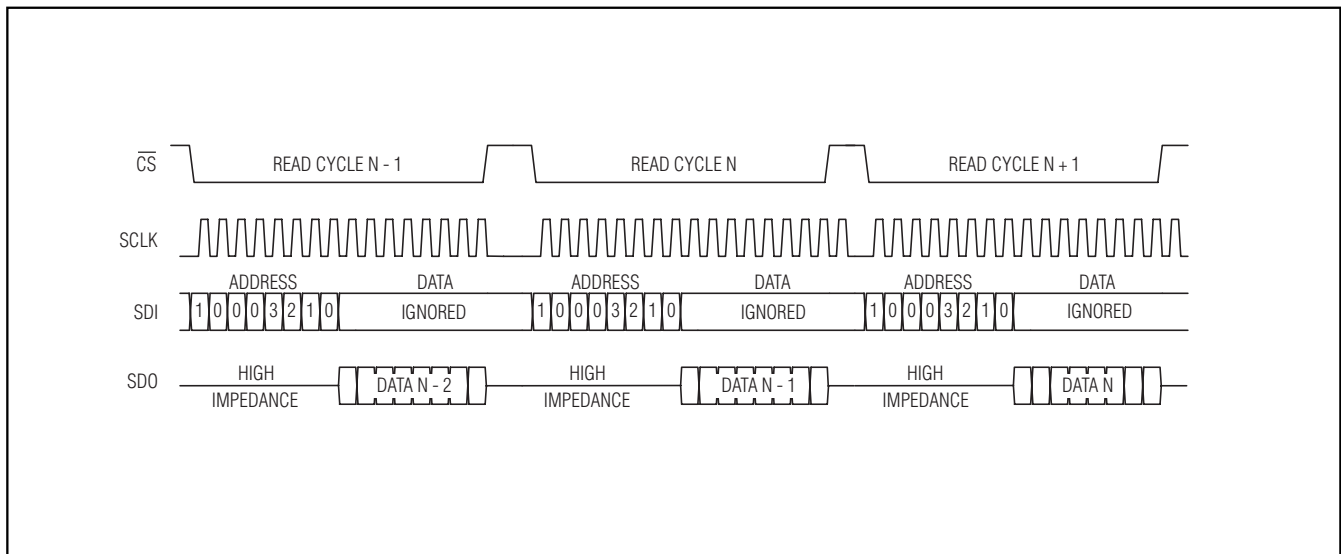 CS READ CYCLE N - 1 READ CYCLE N READ CYCLE N + 1
SCLK
ADDRESS DATA ADDRESS DATA ADDRESS DATA
SDI 1 0 0 0 3 2 1 0 IGNORED 1 0 0 0 3 2 1 0 IGNORED 1 0 0 0 3 2 1 0 IGNORED
SDO HIGH IMPEDANCE DATA N - 2 HIGH IMPEDANCE DATA N - 1 HIGH IMPEDANCE DATA N